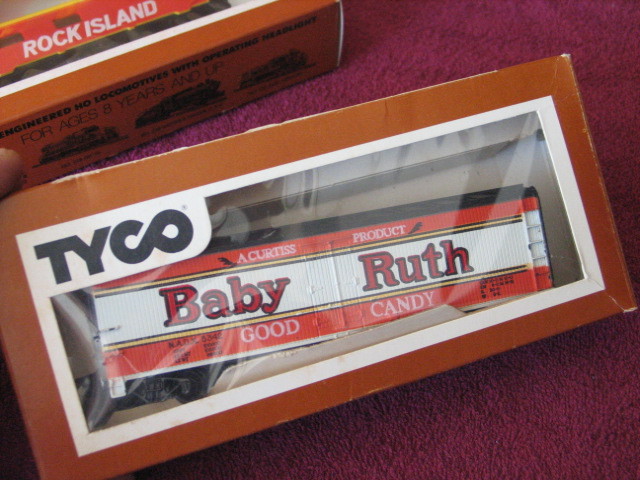 ROCK ISLAND
ENGINEERED HO LOCOMOTIVES WITH OPERATING HEADLIGHT
FOR AGES 8 YEARS AND UP
TYCO
A CURTISS PRODUCT
Baby Ruth
GOOD CANDY